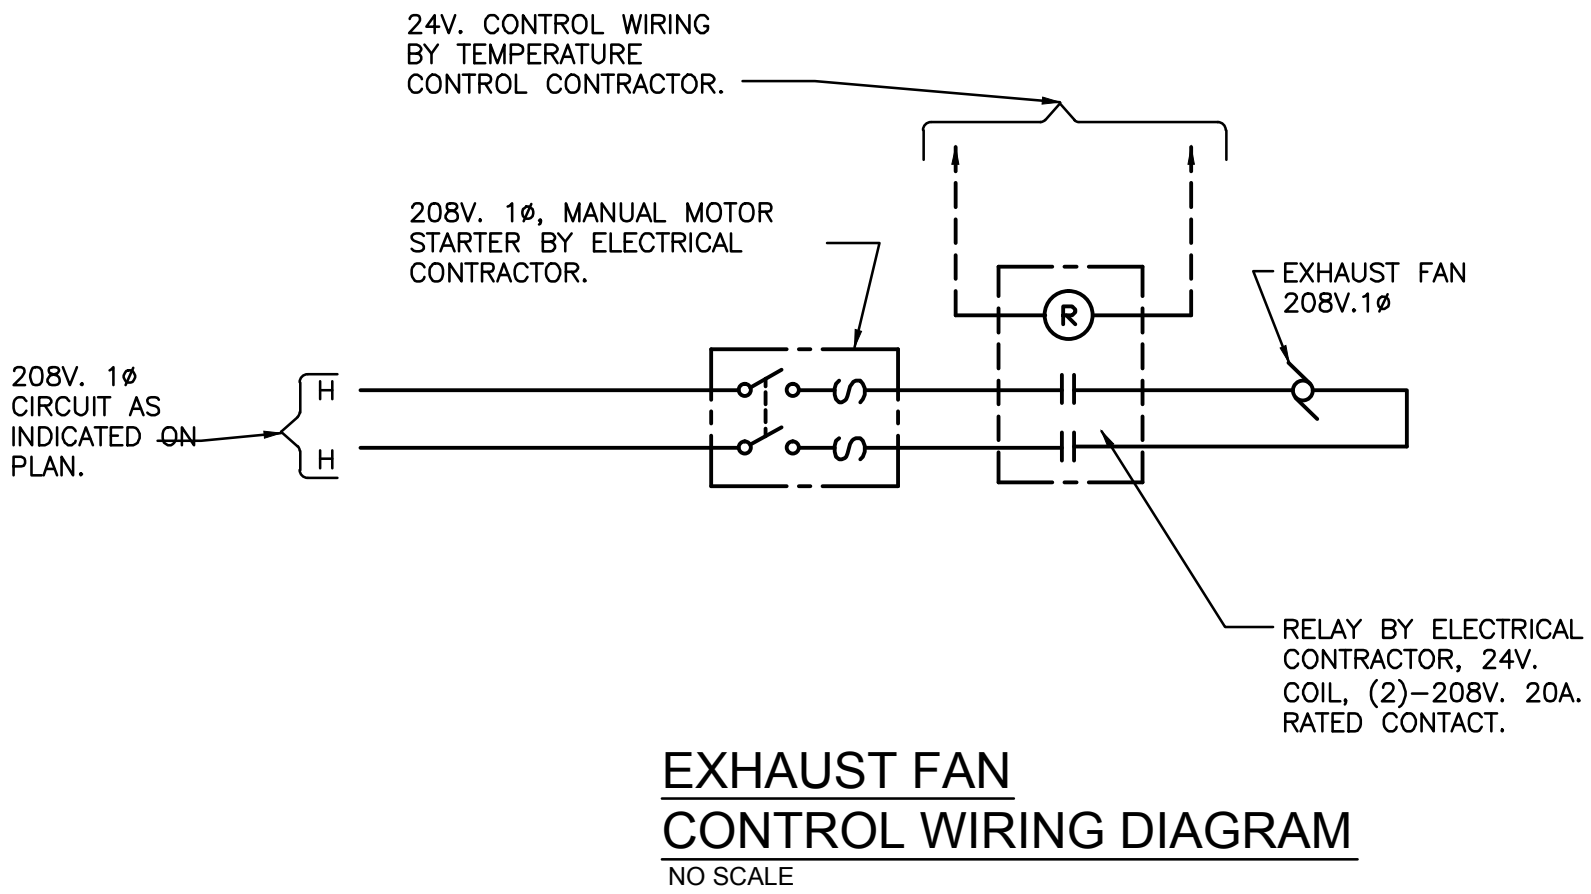 24V. CONTROL WIRING
BY TEMPERATURE
CONTROL CONTRACTOR.
208V. 1ø, MANUAL MOTOR
STARTER BY ELECTRICAL
CONTRACTOR.
EXHAUST FAN
208V.1ø
R
208V. 1ø
CIRCUIT AS
INDICATED ON
PLAN.
H
H
RELAY BY ELECTRICAL
CONTRACTOR, 24V.
COIL, (2)-208V. 20A.
RATED CONTACT.
EXHAUST FAN
CONTROL WIRING DIAGRAM
NO SCALE